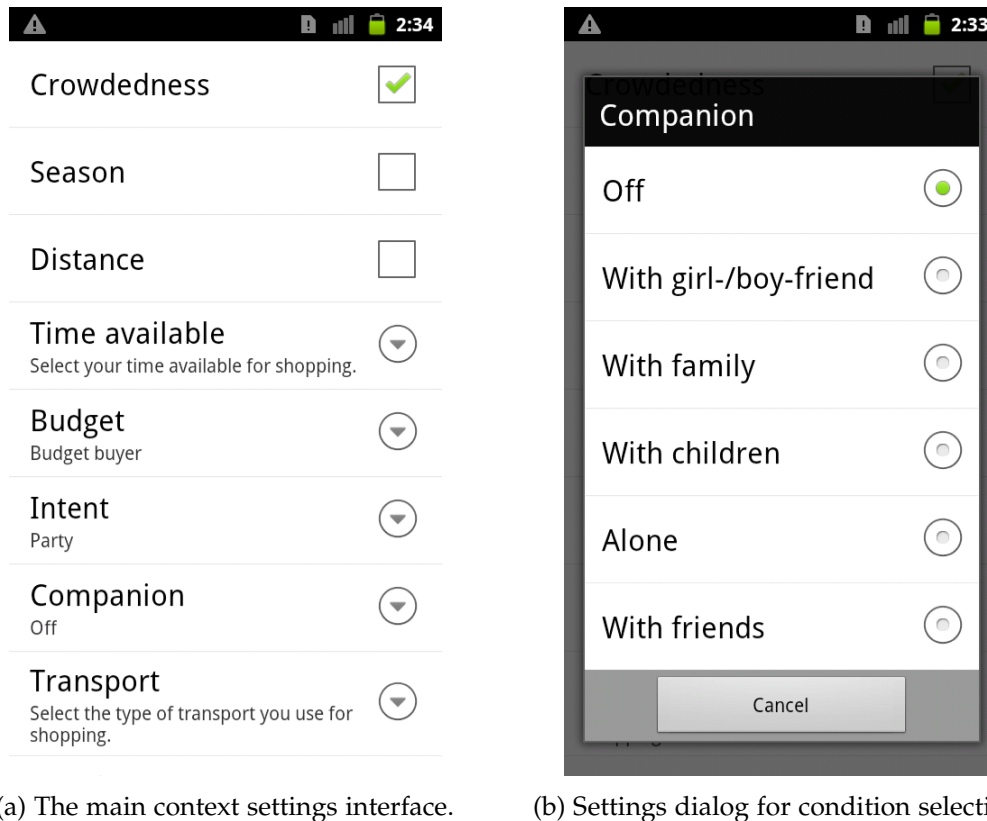 2:34
Crowdedness
Season
Distance
Time available
Select your time available for shopping.
Budget
Budget buyer
Intent
Party
Companion
Off
Transport
Select the type of transport you use for
shopping.
(a) The main context settings interface.
2:33
Crowdedness
Companion
Off
With girl-/boy-friend
With family
With children
Alone
With friends
Cancel
(b) Settings dialog for condition